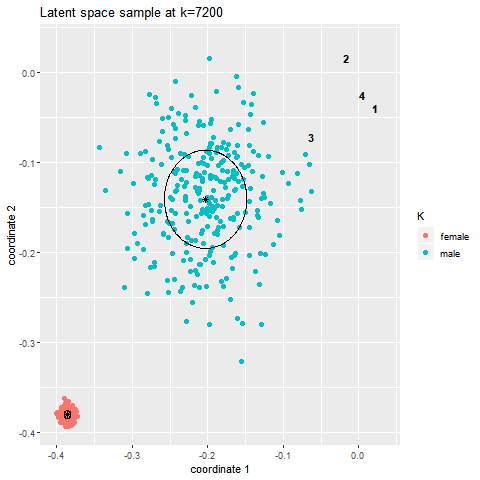 Latent space sample at k=7200
0.0
-0.1
-0.2
-0.3
-0.4
coordinate 2
2
4
1
3
-0.4
-0.3
-0.2
-0.1
0.0
coordinate 1
K
female
male